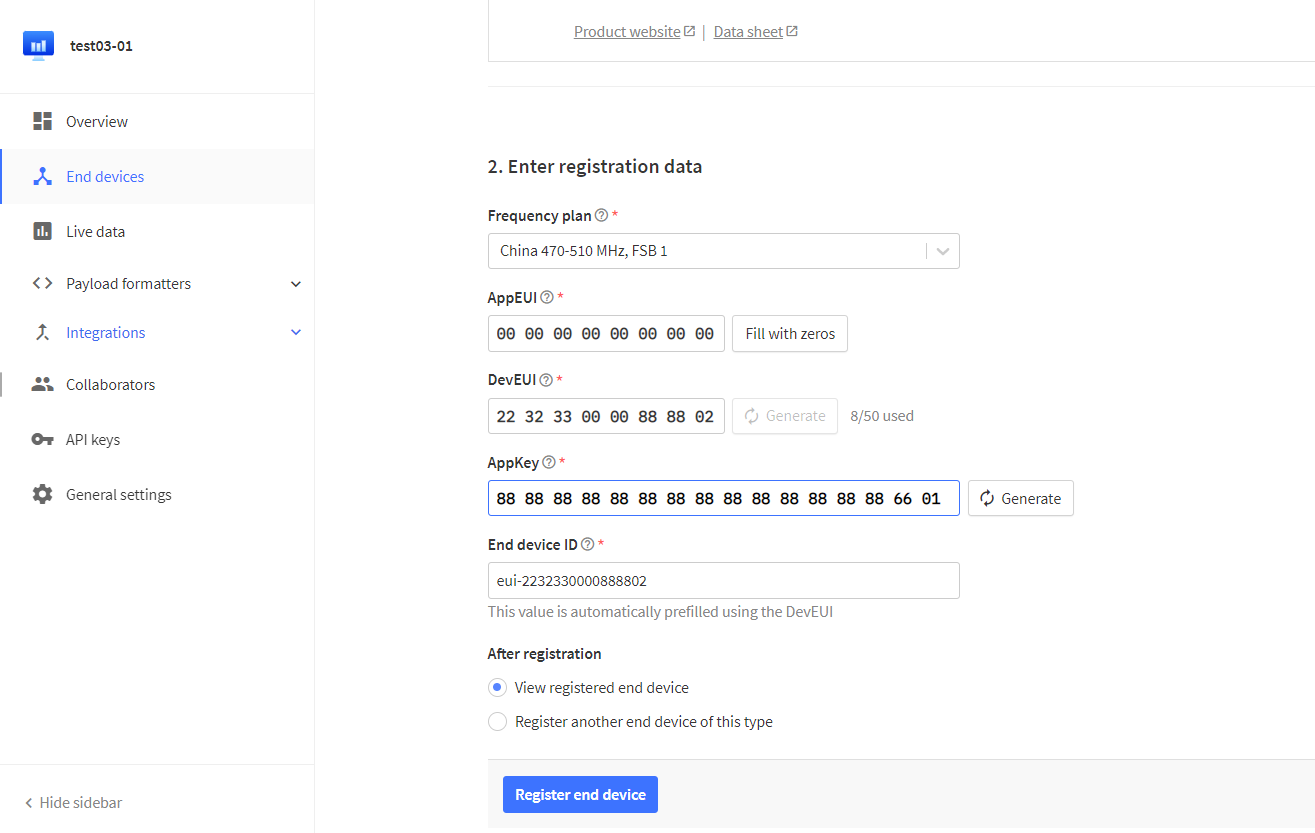 test03-01
Overview
End devices
Live data
Payload formatters
Integrations
Collaborators
API keys
General settings
Hide sidebar
Product website | Data sheet
2. Enter registration data
Frequency plan *
China 470-510 MHz, FSB 1
AppEUI *
00 00 00 00 00 00 00 00 Fill with zeros
DevEUI *
22 32 33 00 00 88 88 02 Generate 8/50 used
AppKey *
88 88 88 88 88 88 88 88 88 88 88 88 88 88 66 01 Generate
End device ID *
eui-2232330000888802
This value is automatically prefilled using the DevEUI
After registration
View registered end device
Register another end device of this type
Register end device